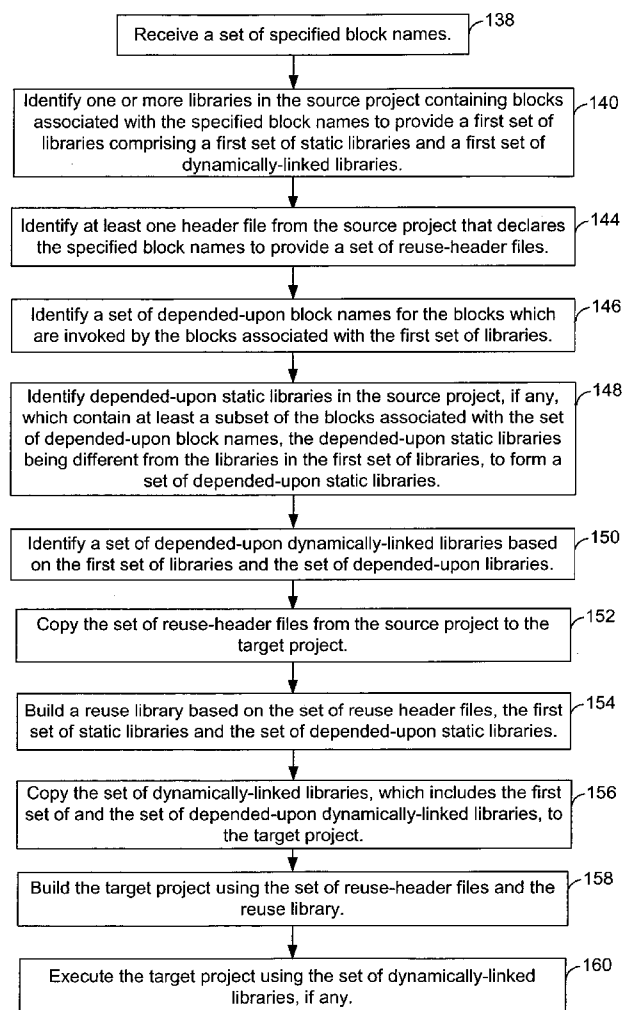 Receive a set of specified block names.
138
Identify one or more libraries in the source project containing blocks
associated with the specified block names to provide a first set of
libraries comprising a first set of static libraries and a first set of
dynamically-linked libraries.
140
Identify at least one header file from the source project that declares
the specified block names to provide a set of reuse-header files.
144
Identify a set of depended-upon block names for the blocks which
are invoked by the blocks associated with the first set of libraries.
146
Identify depended-upon static libraries in the source project, if any,
which contain at least a subset of the blocks associated with the set
of depended-upon block names, the depended-upon static libraries
being different from the libraries in the first set of libraries, to form a
set of depended-upon static libraries.
148
Identify a set of depended-upon dynamically-linked libraries based
on the first set of libraries and the set of depended-upon libraries.
150
Copy the set of reuse-header files from the source project to the
target project.
152
Build a reuse library based on the set of reuse header files, the first
set of static libraries and the set of depended-upon static libraries.
154
Copy the set of dynamically-linked libraries, which includes the first
set of and the set of depended-upon dynamically-linked libraries, to
the target project.
156
Build the target project using the set of reuse-header files and the
reuse library.
158
Execute the target project using the set of dynamically-linked
libraries, if any.
160